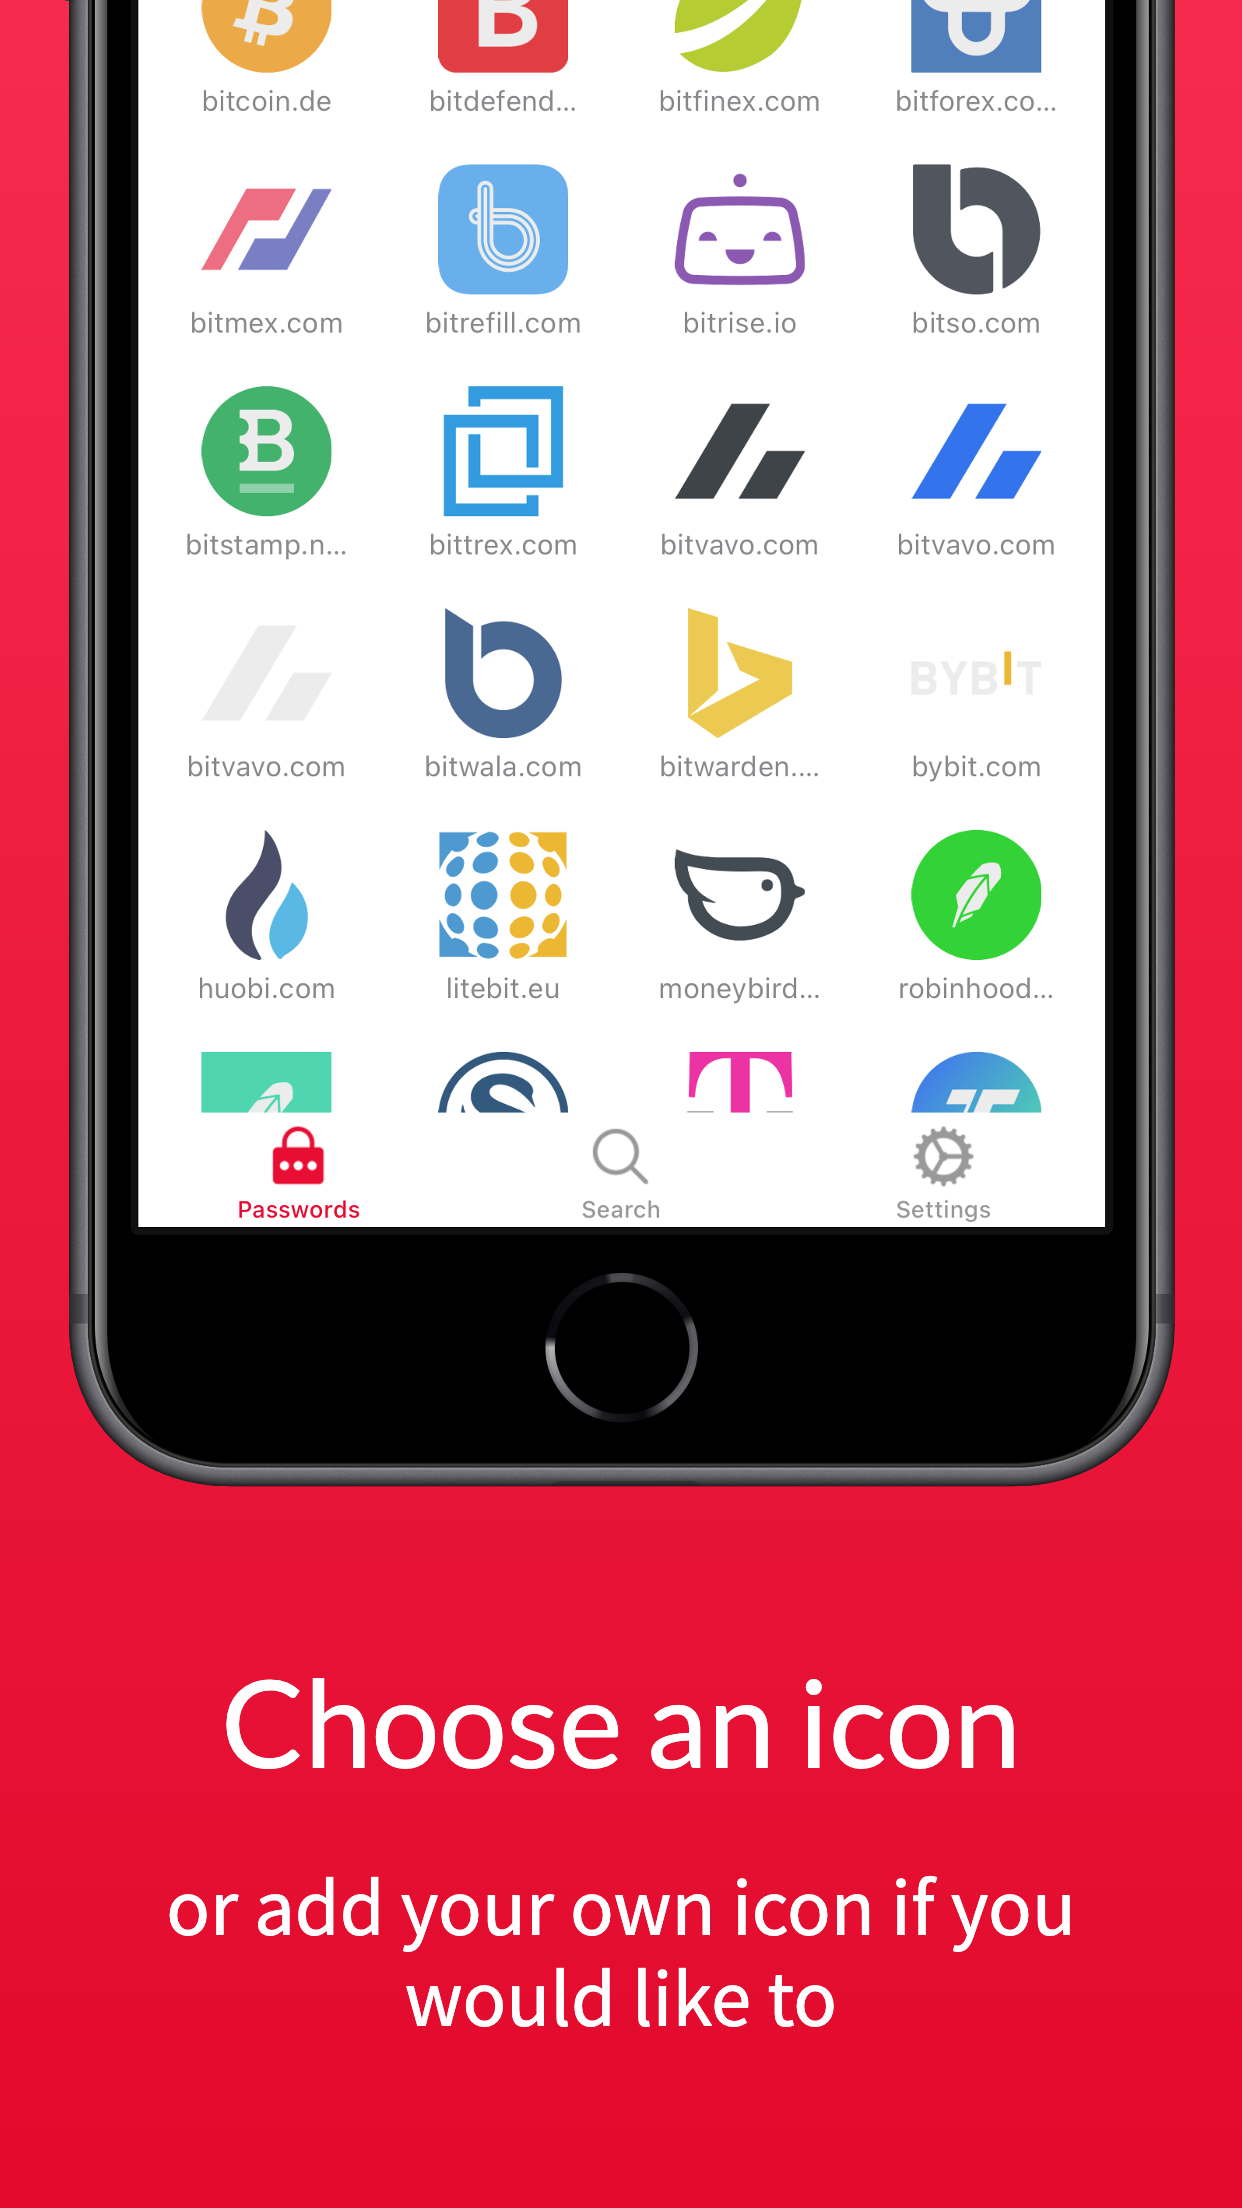 bitcoin.de bitdefend... bitfinex.com bitforex.co...
bitmex.com bitrefill.com bitrise.io bitso.com
bitstamp.n... bittrex.com bitvavo.com bitvavo.com
BYBIT
bitvavo.com bitwala.com bitwarden.... bybit.com
huobi.com litebit.eu moneybird... robinhood...
Passwords Search Settings
Choose an icon
or add your own icon if you
would like to